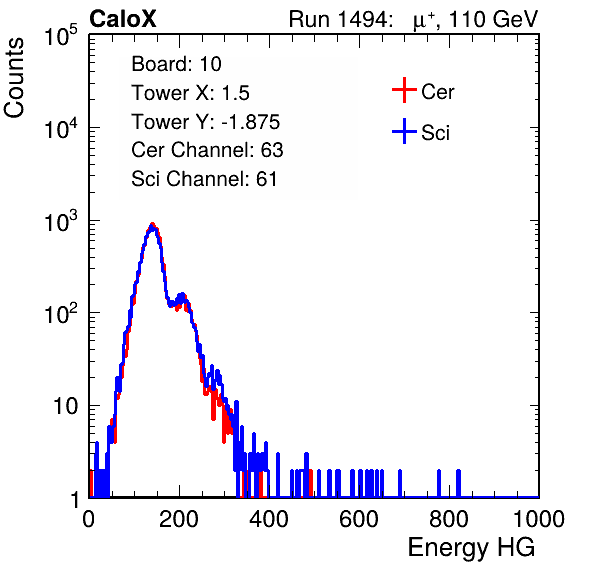 CaloX Run 1494: μ⁺, 110 GeV
Board: 10
Tower X: 1.5
Tower Y: -1.875
Cer Channel: 63
Sci Channel: 61
Cer
Sci
Counts
10⁵
10⁴
10³
10²
10
1
0 200 400 600 800 1000
Energy HG